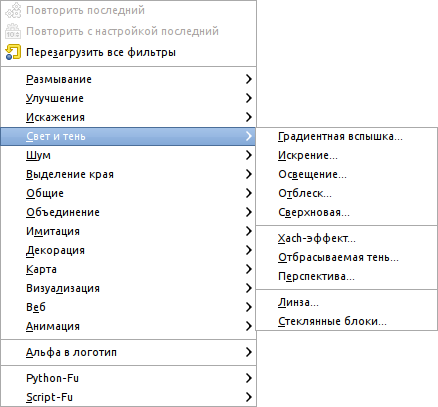 Повторить последний
Повторить с настройкой последний
Перезагрузить все фильтры
Размывание
Улучшение
Искажения
Свет и тень
Шум
Выделение края
Общие
Объединение
Имитация
Декорация
Карта
Визуализация
Веб
Анимация
Альфа в логотип
Python-Fu
Script-Fu
Градиентная вспышка...
Искрение...
Освещение...
Отблеск...
Сверхновая...
Xach-эффект...
Отбрасываемая тень...
Перспектива...
Линза...
Стеклянные блоки...